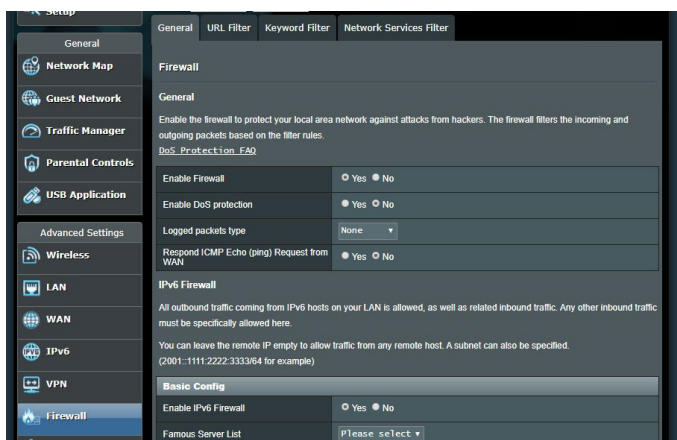 Setup
General
Network Map
Guest Network
Traffic Manager
Parental Controls
USB Application
Advanced Settings
Wireless
LAN
WAN
IPv6
VPN
Firewall
General URL Filter Keyword Filter Network Services Filter
Firewall
General
Enable the firewall to protect your local area network against attacks from hackers. The firewall filters the incoming and
outgoing packets based on the filter rules.
DoS Protection FAQ
Enable Firewall Yes No
Enable DoS protection Yes No
Logged packets type None
Respond ICMP Echo (ping) Request from
WAN Yes No
IPv6 Firewall
All outbound traffic coming from IPv6 hosts on your LAN is allowed, as well as related inbound traffic. Any other inbound traffic
must be specifically allowed here.
You can leave the remote IP empty to allow traffic from any remote host. A subnet can also be specified.
(2001::1111:2222:3333/64 for example)
Basic Config
Enable IPv6 Firewall Yes No
Famous Server List Please select